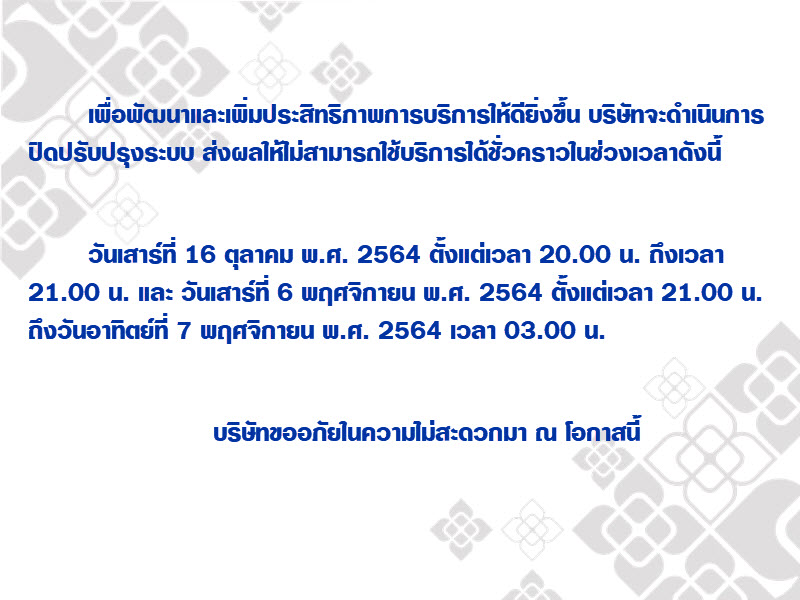 เพื่อพัฒนาและเพิ่มประสิทธิภาพการบริการให้ดียิ่งขึ้น บริษัทจะดำเนินการ
ปิดปรับปรุงระบบ ส่งผลให้ไม่สามารถใช้บริการได้ชั่วคราวในช่วงเวลาดังนี้
วันเสาร์ที่ 16 ตุลาคม พ.ศ. 2564 ตั้งแต่เวลา 20.00 น. ถึงเวลา
21.00 น. และ วันเสาร์ที่ 6 พฤศจิกายน พ.ศ. 2564 ตั้งแต่เวลา 21.00 น.
ถึงวันอาทิตย์ที่ 7 พฤศจิกายน พ.ศ. 2564 เวลา 03.00 น.
บริษัทขออภัยในความไม่สะดวกมา ณ โอกาสนี้